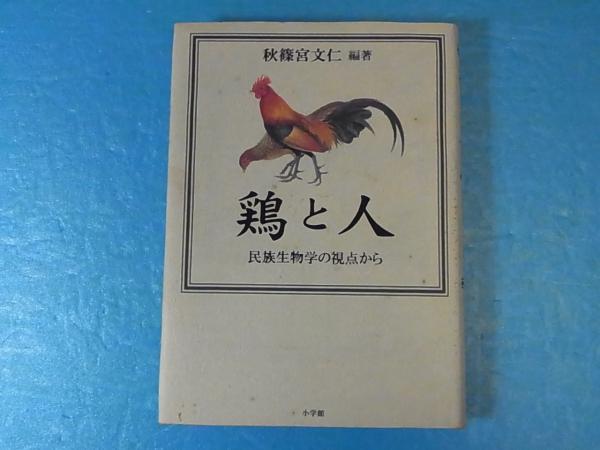 秋篠宮文仁 編著
鶏と人
民族生物学の視点から
小学館